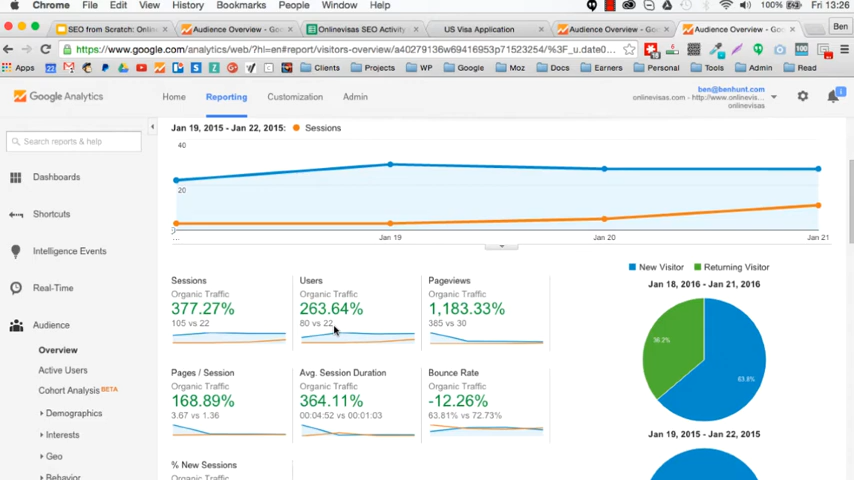 Chrome File Edit View History Bookmarks People Window Help 100% Fri 13:26
SEO from Scratch: Onlin Audience Overview - Goo Onlinevisas SEO Activity US Visa Application Audience Overview - Goo Audience Overview - Goo Ben
https://www.google.com/analytics/web/?hl=en#report/visitors-overview/a40279136w69416953p71523254/%3F_u.date0
Apps Clients Projects WP Google Moz Docs Earners Personal Tools Admin Read
Google Analytics Home Reporting Customization Admin
ben@benhunt.com
onlinevisas.com - http://www...
onlinevisas
Search reports & help
Dashboards
Shortcuts
Intelligence Events
Real-Time
Audience
Overview
Active Users
Cohort Analysis BETA
Demographics
Interests
Geo
Behavior
Jan 19, 2015 - Jan 22, 2015: Sessions
40
20
... Jan 19 Jan 20 Jan 21
Sessions
Organic Traffic
377.27%
105 vs 22
Users
Organic Traffic
263.64%
80 vs 22
Pageviews
Organic Traffic
1,183.33%
385 vs 30
Pages / Session
Organic Traffic
168.89%
3.67 vs 1.36
Avg. Session Duration
Organic Traffic
364.11%
00:04:52 vs 00:01:03
Bounce Rate
Organic Traffic
-12.26%
63.81% vs 72.73%
% New Sessions
Organic Traffic
New Visitor Returning Visitor
Jan 18, 2016 - Jan 21, 2016
36.2%
63.8%
Jan 19, 2015 - Jan 22, 2015